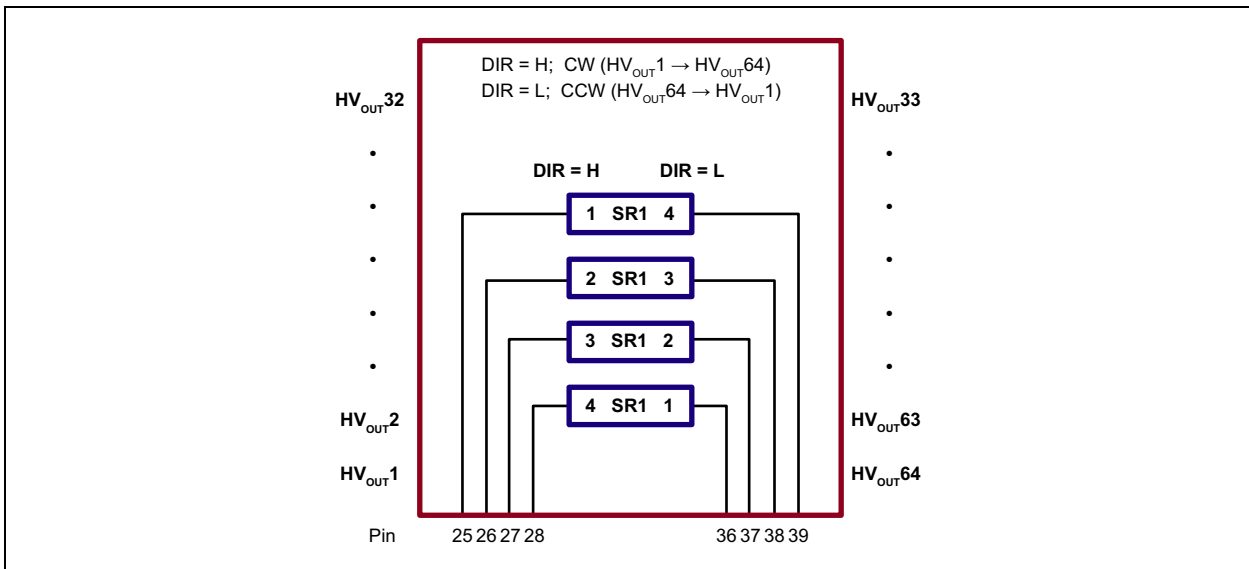 DIR = H; CW (HVOUT1 → HVOUT64)
DIR = L; CCW (HVOUT64 → HVOUT1)
HVOUT32
HVOUT33
DIR = H DIR = L
1 SR1 4
2 SR1 3
3 SR1 2
4 SR1 1
HVOUT2
HVOUT63
HVOUT1
HVOUT64
Pin 25 26 27 28 36 37 38 39